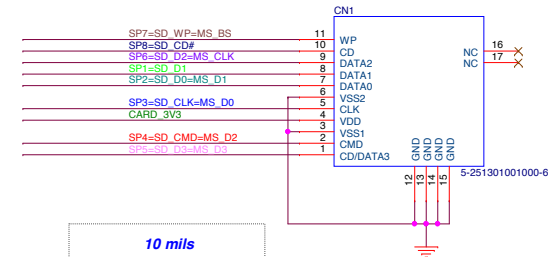 CN1
SP7=SD_WP=MS_BS 11 WP
SP8=SD_CD# 10 CD NC 16
SP6=SD_D2=MS_CLK 9 DATA2 NC 17
SP1=SD_D1 8 DATA1
SP2=SD_D0=MS_D1 7 DATA0
6 VSS2
SP3=SD_CLK=MS_D0 5 CLK
CARD_3V3 4 VDD
3 VSS1
SP4=SD_CMD=MS_D2 2 CMD
SP5=SD_D3=MS_D3 1 CD/DATA3
GND GND GND GND
12 13 14 15
5-251301001000-6
10 mils